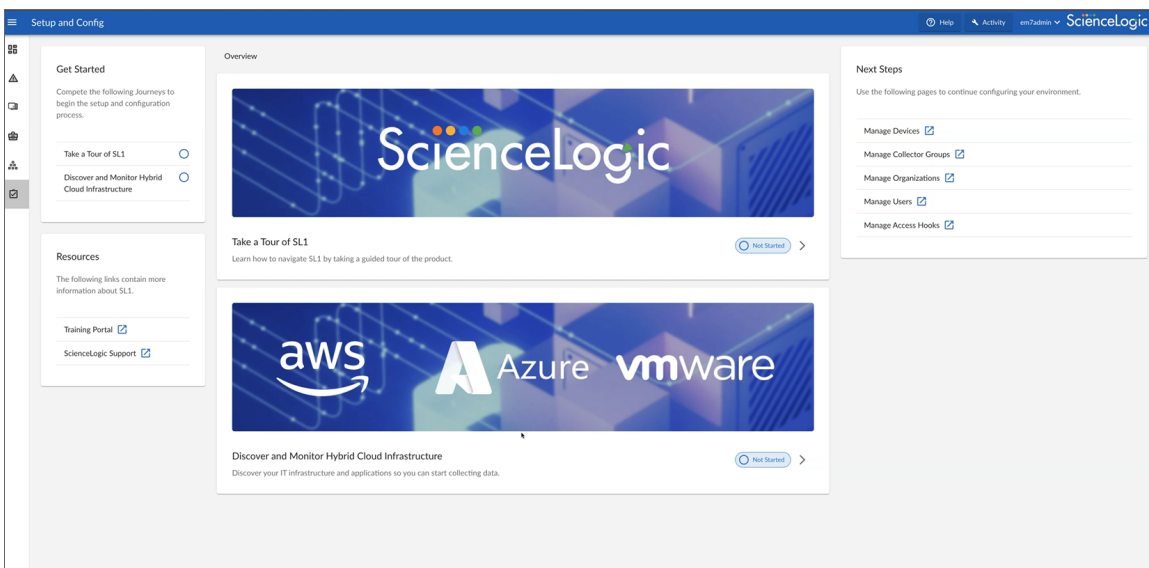 Setup and Config
Help
Activity
em7admin
ScienceLogic
Get Started
Compete the following Journeys to
begin the setup and configuration
process.
Take a Tour of SL1
Discover and Monitor Hybrid
Cloud Infrastructure
Resources
The following links contain more
information about SL1.
Training Portal
ScienceLogic Support
Overview
ScienceLogic
Take a Tour of SL1
Not Started
Learn how to navigate SL1 by taking a guided tour of the product.
aws
Azure
vmware
Discover and Monitor Hybrid Cloud Infrastructure
Not Started
Discover your IT infrastructure and applications so you can start collecting data.
Next Steps
Use the following pages to continue configuring your environment.
Manage Devices
Manage Collector Groups
Manage Organizations
Manage Users
Manage Access Hooks